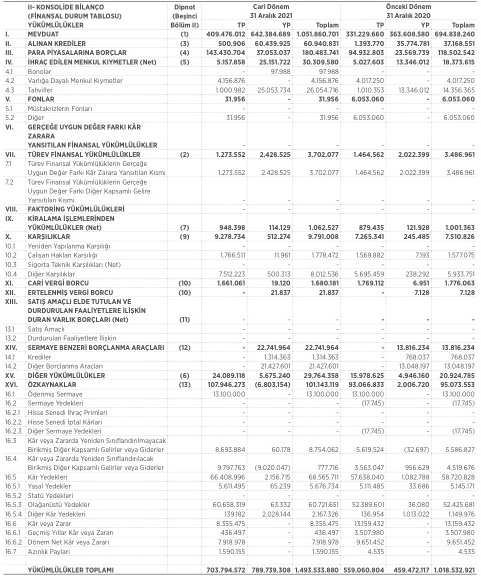 II- KONSOLİDE BİLANÇO Dipnot Cari Dönem Önceki Dönem
(FİNANSAL DURUM TABLOSU) (Beşinci 31 Aralık 2021 31 Aralık 2020
YÜKÜMLÜLÜKLER Bölüm II) TP YP Toplam TP YP Toplam
I. MEVDUAT (1) 409.476.012 642.384.689 1.051.860.701 331.229.660 363.608.580 694.838.240
II. ALINAN KREDİLER (3) 500.906 60.439.925 60.940.831 1.393.770 35.774.781 37.168.551
III. PARA PİYASALARINA BORÇLAR (4) 143.430.704 37.053.037 180.483.741 94.932.803 23.569.739 118.502.542
IV. İHRAÇ EDİLEN MENKUL KIYMETLER (Net) (5) 5.157.858 25.151.722 30.309.580 5.027.603 13.346.012 18.373.615
4.1 Bonolar - 97.988 97.988 - - -
4.2 Varlığa Dayalı Menkul Kıymetler 4.156.876 - 4.156.876 4.017.250 - 4.017.250
4.3 Tahviller 1.000.982 25.053.734 26.054.716 1.010.353 13.346.012 14.356.365
V. FONLAR 31.956 - 31.956 6.053.060 - 6.053.060
5.1 Müstakrizlerin Fonları - - - - - -
5.2 Diğer 31.956 - 31.956 6.053.060 - 6.053.060
VI. GERÇEĞE UYGUN DEĞER FARKI KÂR
ZARARA
YANSITILAN FİNANSAL YÜKÜMLÜLÜKLER - - - - - -
VII. TÜREV FİNANSAL YÜKÜMLÜLÜKLER (2) 1.273.552 2.428.525 3.702.077 1.464.562 2.022.399 3.486.961
7.1 Türev Finansal Yükümlülüklerin Gerçeğe
Uygun Değer Farkı Kâr Zarara Yansıtılan Kısmı 1.273.552 2.428.525 3.702.077 1.464.562 2.022.399 3.486.961
7.2 Türev Finansal Yükümlülüklerin Gerçeğe
Uygun Değer Farkı Diğer Kapsamlı Gelire
Yansıtılan Kısmı - - - - - -
VIII. FAKTORİNG YÜKÜMLÜLÜKLERİ - - - - - -
IX. KİRALAMA İŞLEMLERİNDEN
YÜKÜMLÜLÜKLER (Net) (7) 948.398 114.129 1.062.527 879.435 121.928 1.001.363
X. KARŞILIKLAR (9) 9.278.734 512.274 9.791.008 7.265.341 245.485 7.510.826
10.1 Yeniden Yapılanma Karşılığı - - - - - -
10.2 Çalışan Hakları Karşılığı 1.766.511 11.961 1.778.472 1.569.882 7.193 1.577.075
10.3 Sigorta Teknik Karşılıkları (Net) - - - - - -
10.4 Diğer Karşılıklar 7.512.223 500.313 8.012.536 5.695.459 238.292 5.933.751
XI. CARİ VERGİ BORCU (10) 1.661.061 19.120 1.680.181 1.769.112 6.951 1.776.063
XII. ERTELENMİŞ VERGİ BORCU (10) - 21.837 21.837 - 7.128 7.128
XIII. SATIŞ AMAÇLI ELDE TUTULAN VE
DURDURULAN FAALİYETLERE İLİŞKİN
DURAN VARLIK BORÇLARI (Net) (11) - - - - - -
13.1 Satış Amaçlı - - - - - -
13.2 Durdurulan Faaliyetlere İlişkin - - - - - -
XIV. SERMAYE BENZERİ BORÇLANMA ARAÇLARI (12) - 22.741.964 22.741.964 - 13.816.234 13.816.234
14.1 Krediler - 1.314.363 1.314.363 - 768.037 768.037
14.2 Diğer Borçlanma Araçları - 21.427.601 21.427.601 - 13.048.197 13.048.197
XV. DİĞER YÜKÜMLÜLÜKLER (6) 24.089.118 5.675.240 29.764.358 15.978.625 4.946.160 20.924.785
XVI. ÖZKAYNAKLAR (13) 107.946.273 (6.803.154) 101.143.119 93.066.833 2.006.720 95.073.553
16.1 Ödenmiş Sermaye 13.100.000 - 13.100.000 13.100.000 - 13.100.000
16.2 Sermaye Yedekleri - - - (17.745) - (17.745)
16.2.1 Hisse Senedi İhraç Primleri - - - - - -
16.2.2 Hisse Senedi İptal Kârları - - - - - -
16.2.3 Diğer Sermaye Yedekleri - - - (17.745) - (17.745)
16.3 Kâr veya Zararda Yeniden Sınıflandırılmayacak
Birikmiş Diğer Kapsamlı Gelirler veya Giderler 8.693.884 60.178 8.754.062 5.619.524 (32.697) 5.586.827
16.4 Kâr veya Zararda Yeniden Sınıflandırılacak
Birikmiş Diğer Kapsamlı Gelirler veya Giderler 9.797.763 (9.020.047) 777.716 3.563.047 956.629 4.519.676
16.5 Kâr Yedekleri 66.408.996 2.156.715 68.565.711 57.638.040 1.082.788 58.720.828
16.5.1 Yasal Yedekler 5.611.495 65.239 5.676.734 5.111.485 33.686 5.145.171
16.5.2 Statü Yedekleri - - - - - -
16.5.3 Olağanüstü Yedekler 60.658.319 63.332 60.721.651 52.389.601 36.080 52.425.681
16.5.4 Diğer Kâr Yedekleri 139.182 2.028.144 2.167.326 136.954 1.013.022 1.149.976
16.6 Kâr veya Zarar 8.355.475 - 8.355.475 13.159.432 - 13.159.432
16.6.1 Geçmiş Yıllar Kâr veya Zararı 436.497 - 436.497 3.507.980 - 3.507.980
16.6.2 Dönem Net Kâr veya Zararı 7.918.978 - 7.918.978 9.651.452 - 9.651.452
16.7 Azınlık Payları 1.590.155 - 1.590.155 4.535 - 4.535
YÜKÜMLÜLÜKLER TOPLAMI 703.794.572 789.739.308 1.493.533.880 559.060.804 459.472.117 1.018.532.921